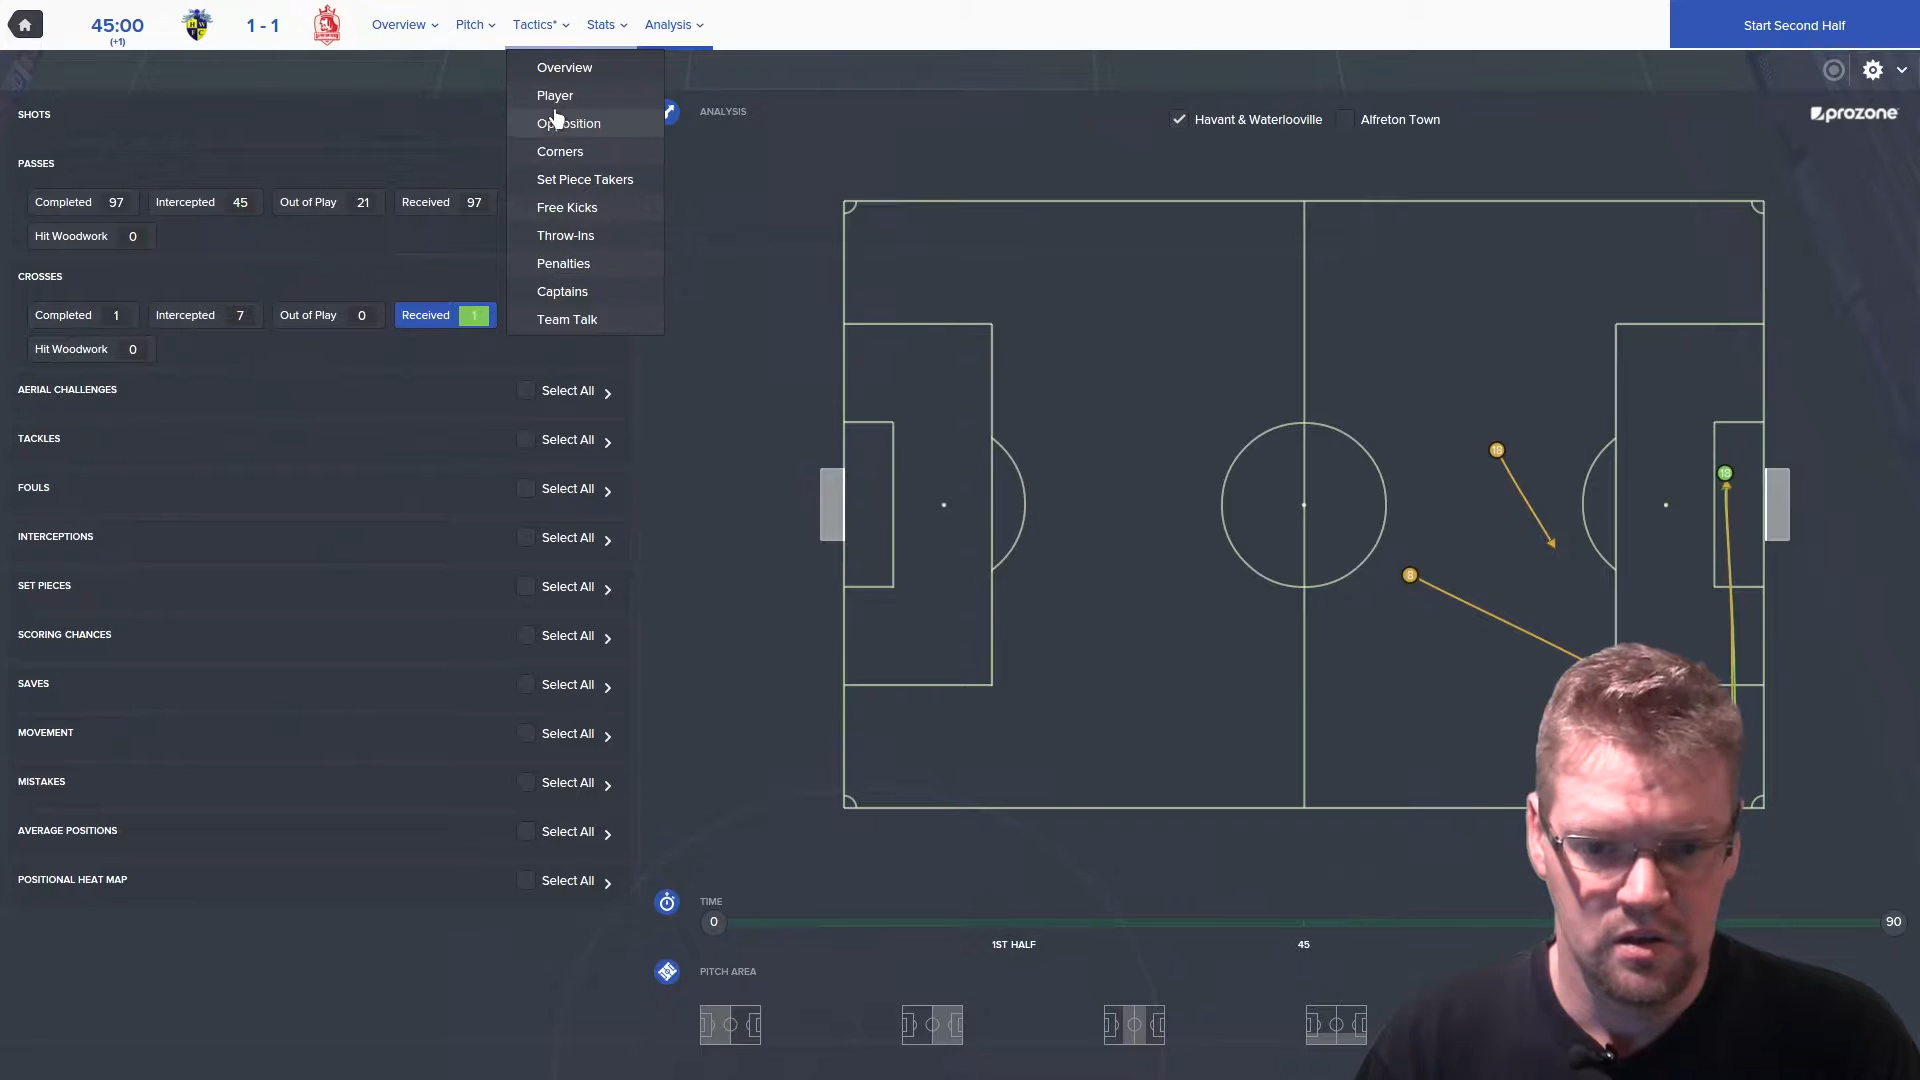 45:00
(+1)
H W
F C
1 - 1
Overview
Pitch
Tactics*
Stats
Analysis
Start Second Half
Overview
Player
Opposition
Corners
Set Piece Takers
Free Kicks
Throw-Ins
Penalties
Captains
Team Talk
SHOTS
PASSES
Completed 97
Intercepted 45
Out of Play 21
Received 97
Hit Woodwork 0
CROSSES
Completed 1
Intercepted 7
Out of Play 0
Received 1
Hit Woodwork 0
AERIAL CHALLENGES Select All
TACKLES Select All
FOULS Select All
INTERCEPTIONS Select All
SET PIECES Select All
SCORING CHANCES Select All
SAVES Select All
MOVEMENT Select All
MISTAKES Select All
AVERAGE POSITIONS Select All
POSITIONAL HEAT MAP Select All
ANALYSIS
Havant & Waterlooville
Alfreton Town
prozone
18
18
8
TIME
0
90
1ST HALF
45
PITCH AREA